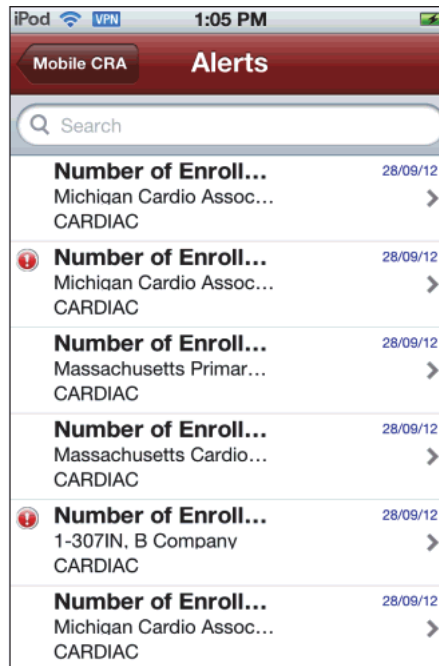 iPod VPN 1:05 PM
Mobile CRA Alerts
Search
Number of Enroll... 28/09/12
Michigan Cardio Assoc...
CARDIAC
Number of Enroll... 28/09/12
Michigan Cardio Assoc...
CARDIAC
Number of Enroll... 28/09/12
Massachusetts Primar...
CARDIAC
Number of Enroll... 28/09/12
Massachusetts Cardio...
CARDIAC
Number of Enroll... 28/09/12
1-307IN, B Company
CARDIAC
Number of Enroll... 28/09/12
Michigan Cardio Assoc...
CARDIAC